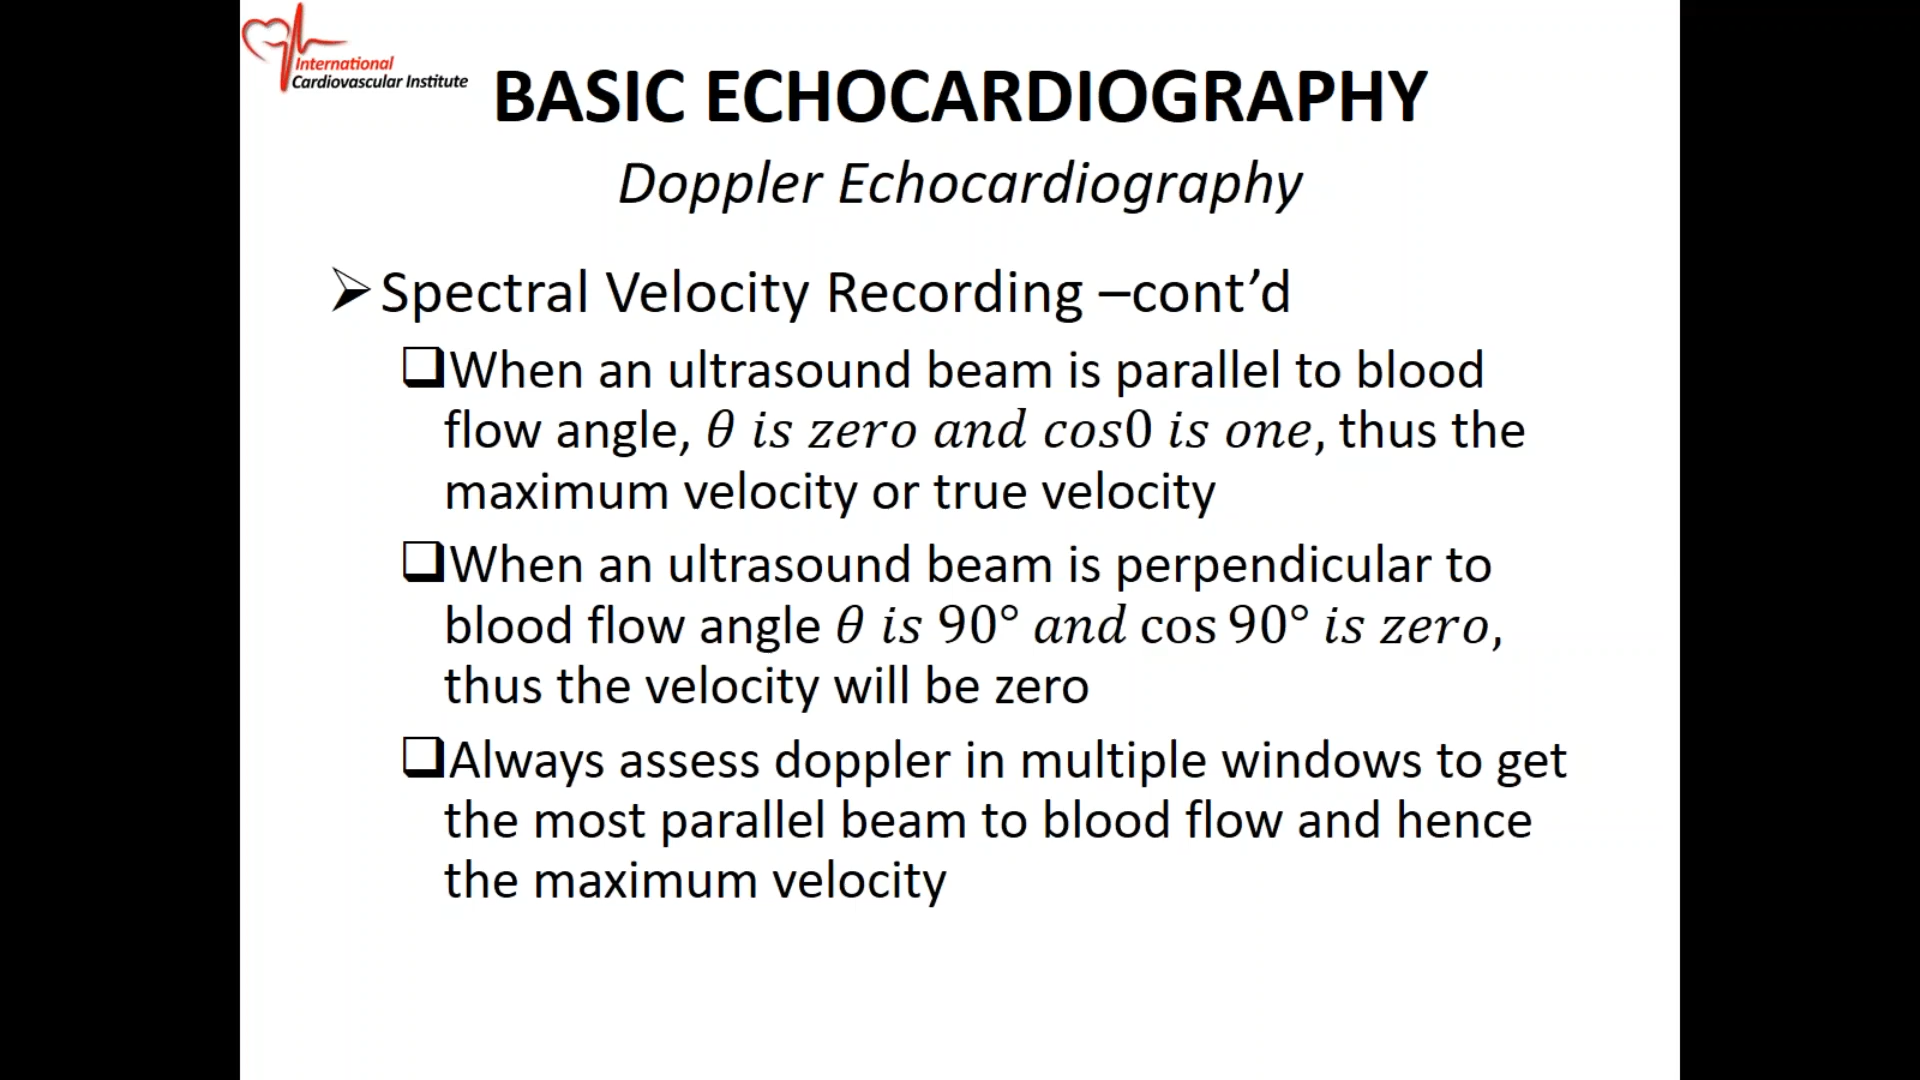 International
Cardiovascular Institute
BASIC ECHOCARDIOGRAPHY
Doppler Echocardiography
➢Spectral Velocity Recording –cont’d
❑When an ultrasound beam is parallel to blood
flow angle, θ is zero and cos0 is one, thus the
maximum velocity or true velocity
❑When an ultrasound beam is perpendicular to
blood flow angle θ is 90° and cos 90° is zero,
thus the velocity will be zero
❑Always assess doppler in multiple windows to get
the most parallel beam to blood flow and hence
the maximum velocity